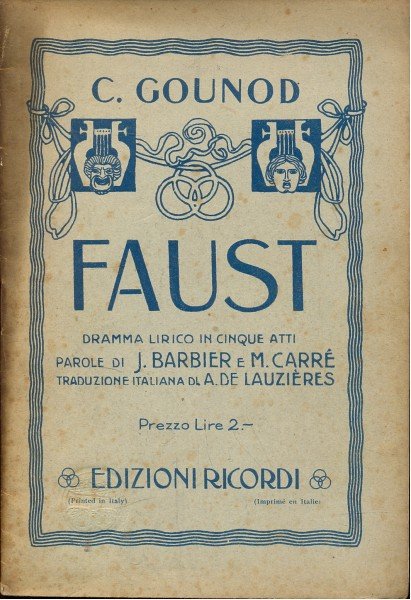 C. GOUNOD
FAUST
DRAMMA LIRICO IN CINQUE ATTI
PAROLE DI J. BARBIER E M. CARRÉ
TRADUZIONE ITALIANA DI A. DE LAUZIÈRES
Prezzo Lire 2.—
EDIZIONI RICORDI
(Printed in Italy) (Imprimé en Italie)